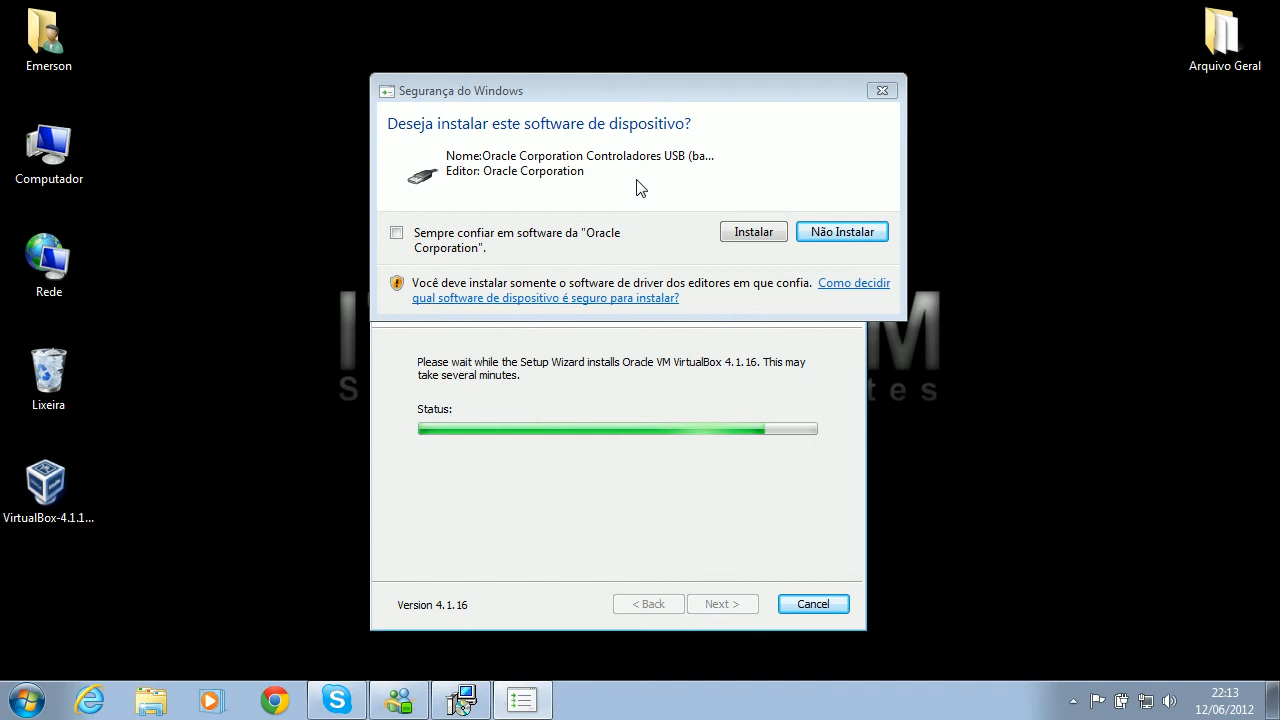 Emerson
Arquivo Geral
Segurança do Windows
Deseja instalar este software de dispositivo?
Nome:Oracle Corporation Controladores USB (ba...
Editor: Oracle Corporation
Computador
Sempre confiar em software da "Oracle
Corporation".
Instalar
Não Instalar
Você deve instalar somente o software de driver dos editores em que confia. Como decidir
qual software de dispositivo é seguro para instalar?
Rede
Please wait while the Setup Wizard installs Oracle VM VirtualBox 4.1.16. This may
take several minutes.
Status:
Lixeira
VirtualBox-4.1.1...
Version 4.1.16
< Back
Next >
Cancel
22:13
12/06/2012